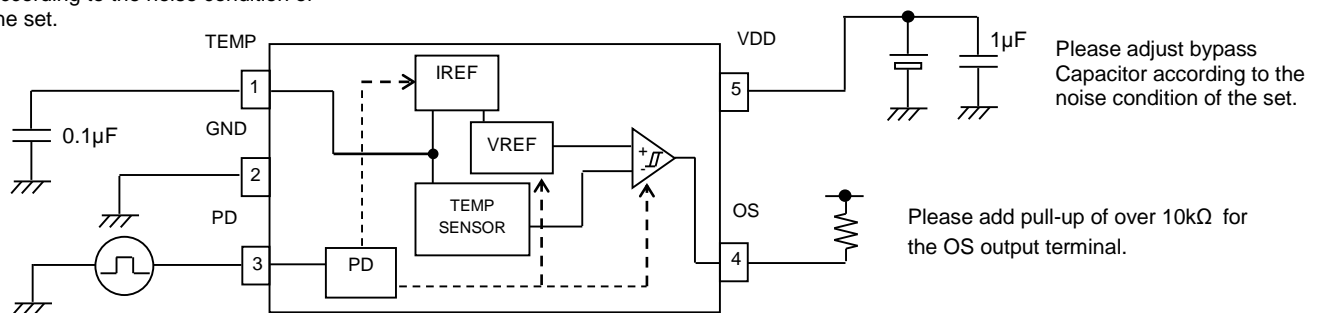 according to the noise condition of
the set.
TEMP
VDD
1µF
Please adjust bypass
Capacitor according to the
noise condition of the set.
IREF
1
5
GND
0.1µF
VREF
+
-
2
TEMP
SENSOR
PD
OS
Please add pull-up of over 10kΩ for
the OS output terminal.
3
PD
4